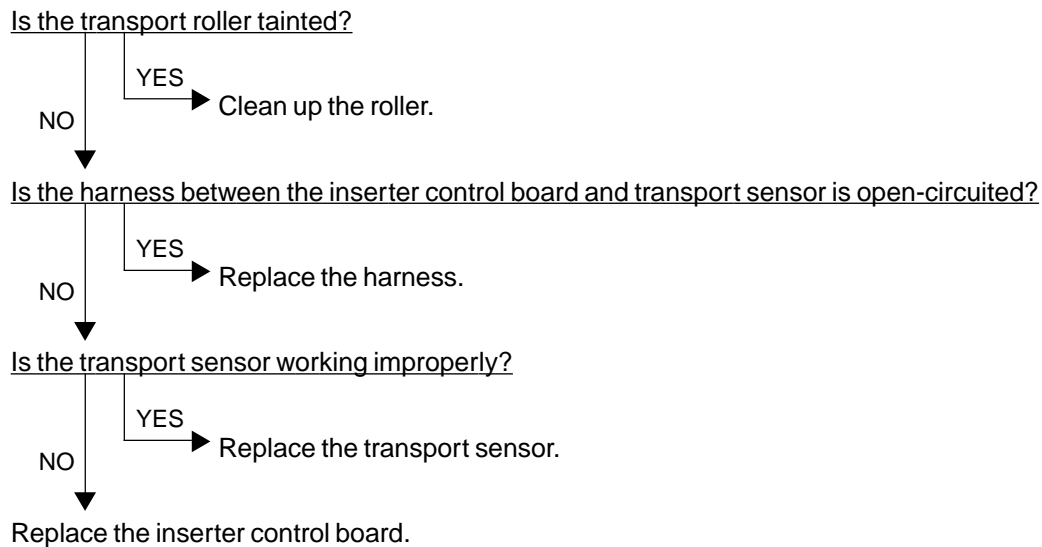 Is the transport roller tainted?
YES
Clean up the roller.
NO
Is the harness between the inserter control board and transport sensor is open-circuited?
YES
Replace the harness.
NO
Is the transport sensor working improperly?
YES
Replace the transport sensor.
NO
Replace the inserter control board.